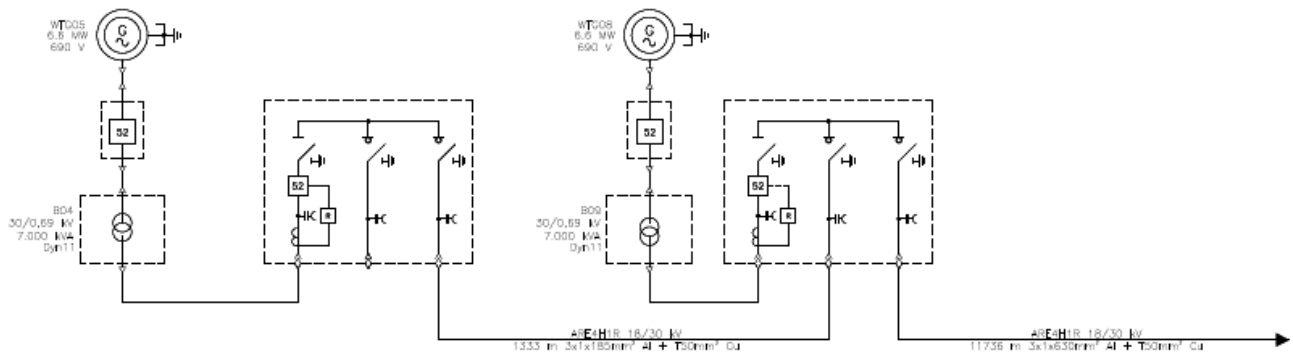 WTG05
6.6 MW
690 V
G
52
B04
30/0,69 kV
7.000 kVA
Dyn11
52
R
WTG08
6.6 MW
690 V
G
52
B09
30/0,69 kV
7.000 kVA
Dyn11
52
R
ARE4H1R 18/30 kV
1333 m 3x1x185mm² Al + T50mm² Cu
ARE4H1R 18/30 kV
11736 m 3x1x630mm² Al + T50mm² Cu